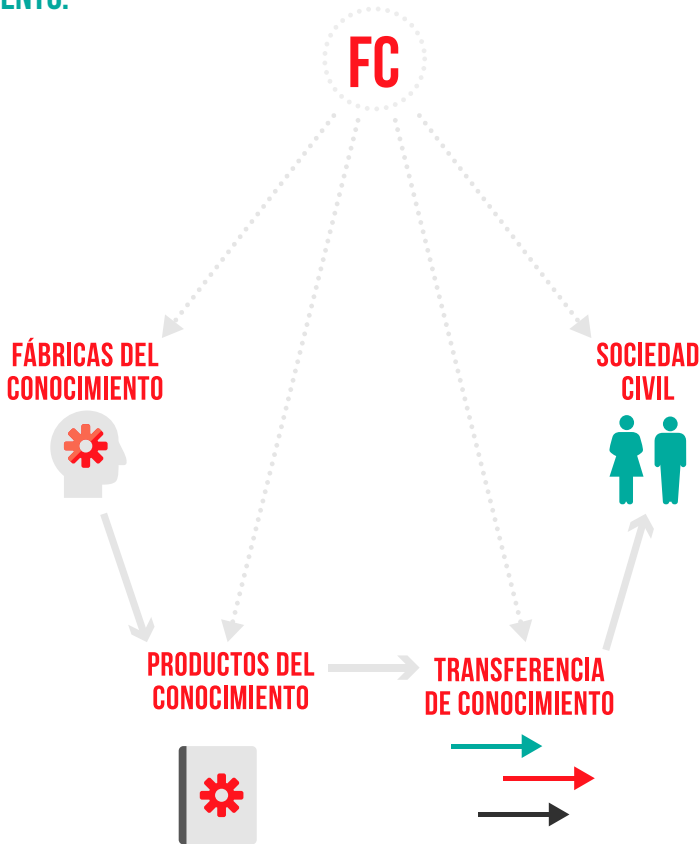 FC
FÁBRICAS DEL
CONOCIMIENTO
SOCIEDAD
CIVIL
PRODUCTOS DEL
CONOCIMIENTO
TRANSFERENCIA
DE CONOCIMIENTO